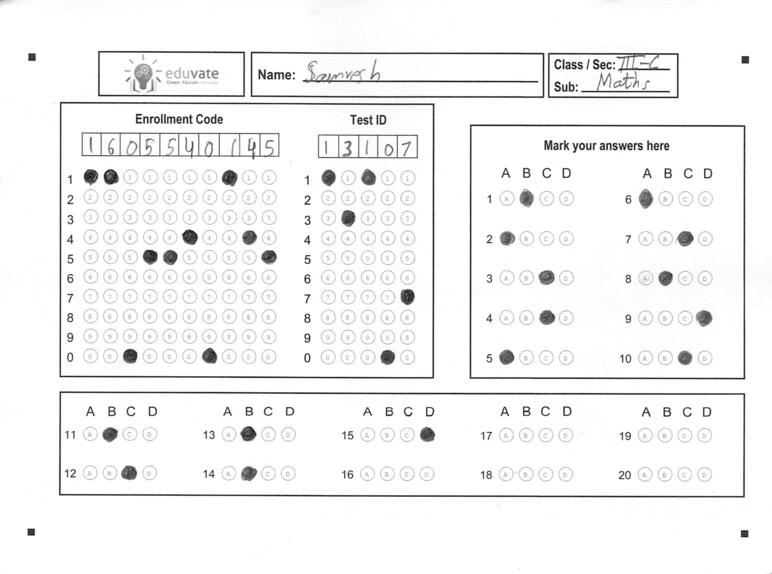 eduvate
Name: Samvesh
Class / Sec: III-C
Sub: Maths
Enrollment Code
1 6 0 5 5 4 0 1 4 5
Test ID
1 3 1 0 7
1
2
3
4
5
6
7
8
9
0
1
2
3
4
5
6
7
8
9
0
Mark your answers here
A B C D
1 A C D
2 B C D
3 A B D
4 A B D
5 B C D
A B C D
6 B C D
7 A B D
8 A C D
9 A B C
10 A B D
A B C D
11 A C D
12 A B D
A B C D
13 A C D
14 A C D
A B C D
15 A B C
16 A B C D
A B C D
17 A B C D
18 A B C D
A B C D
19 A B C D
20 A B C D